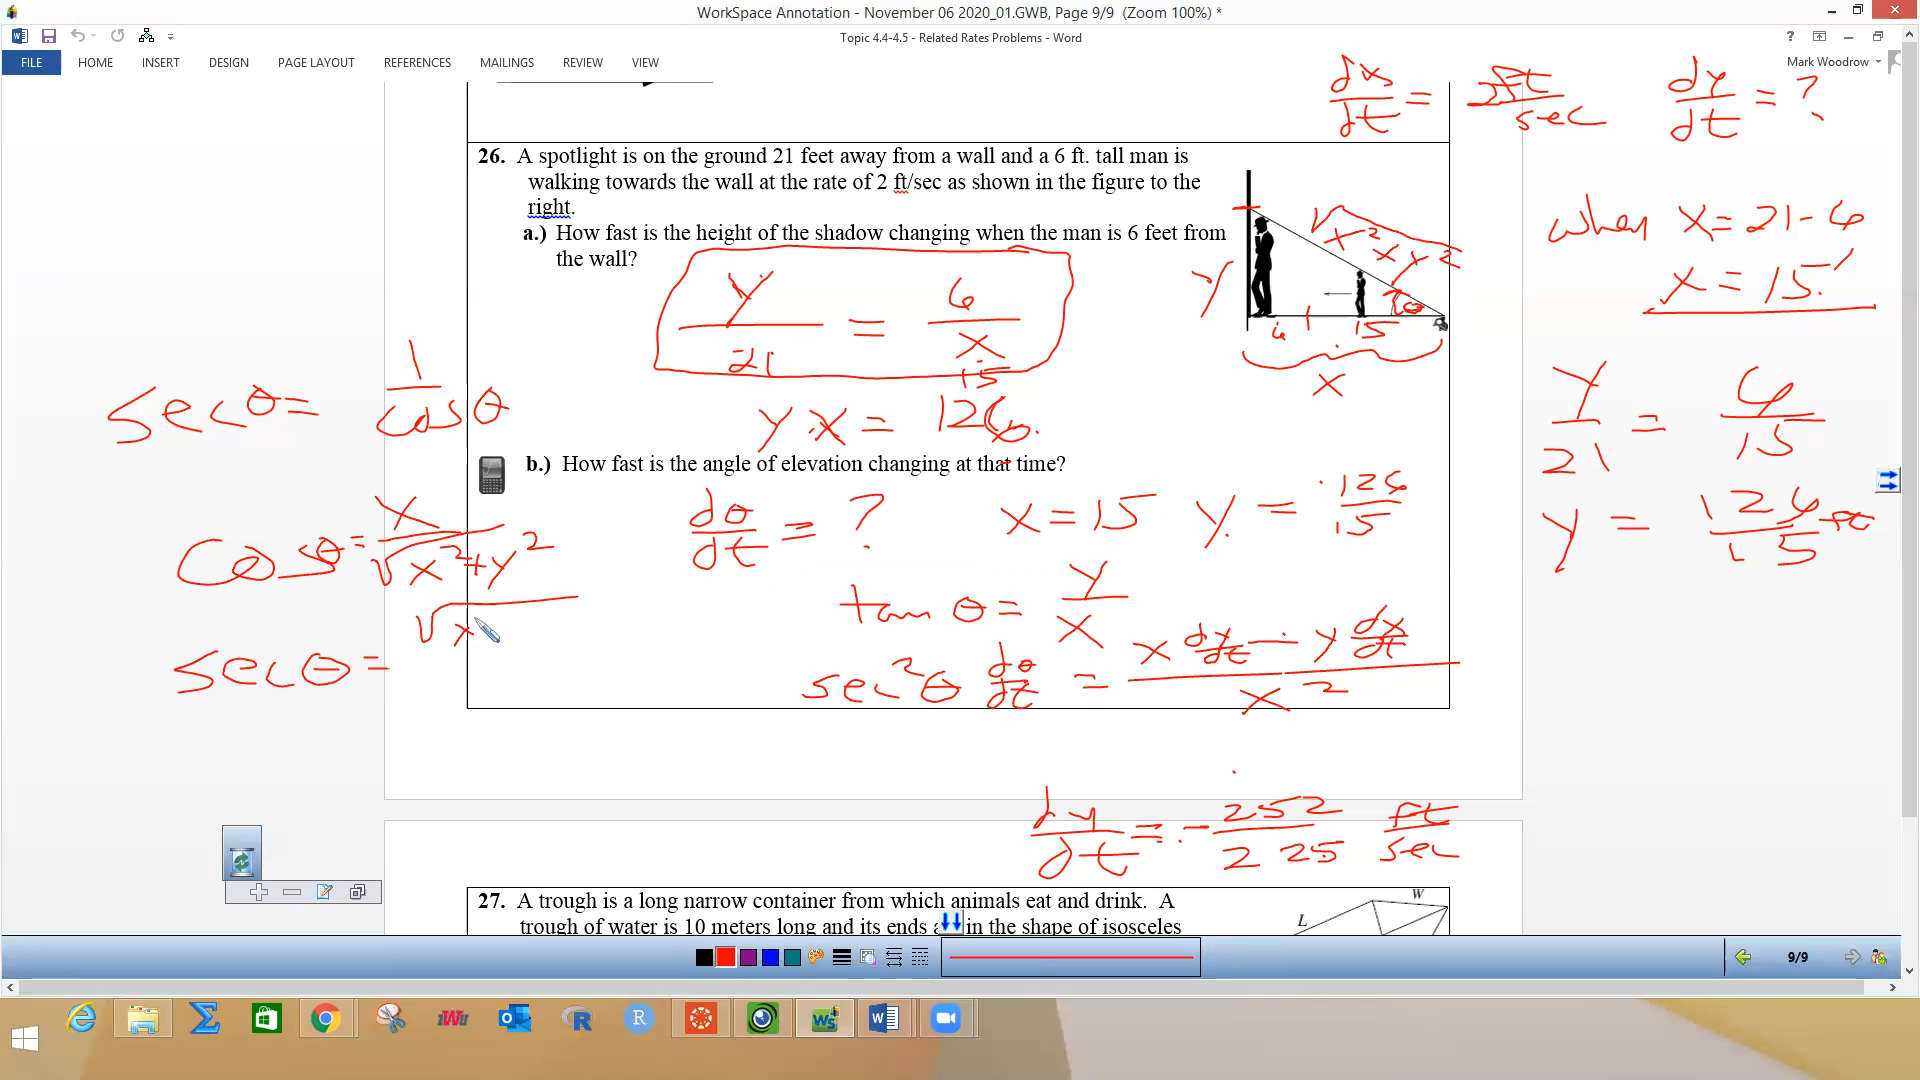 WorkSpace Annotation - November 06 2020_01.GWB, Page 9/9 (Zoom 100%) *
Topic 4.4-4.5 - Related Rates Problems - Word
FILE HOME INSERT DESIGN PAGE LAYOUT REFERENCES MAILINGS REVIEW VIEW
Mark Woodrow
dx/dt = 2 ft/sec dy/dt = ?
26. A spotlight is on the ground 21 feet away from a wall and a 6 ft. tall man is
walking towards the wall at the rate of 2 ft/sec as shown in the figure to the
right.
a.) How fast is the height of the shadow changing when the man is 6 feet from
the wall?
when x = 21 - 6
x = 15'
y/21 = 6/x
15
y x = 126
y
6 15 θ
x
y/21 = 6/15
y = 126/15 ft
sec θ = 1/cos θ
b.) How fast is the angle of elevation changing at that time?
dθ/dt = ? x = 15 y = 126/15
cos θ = x/√x²+y²
tan θ = y/x
sec θ = √x
sec²θ dθ/dt = x dy/dt - y dx/dt / x²
dy/dt = - 252/225 ft/sec
27. A trough is a long narrow container from which animals eat and drink. A
trough of water is 10 meters long and its ends a in the shape of isosceles
L W
9/9